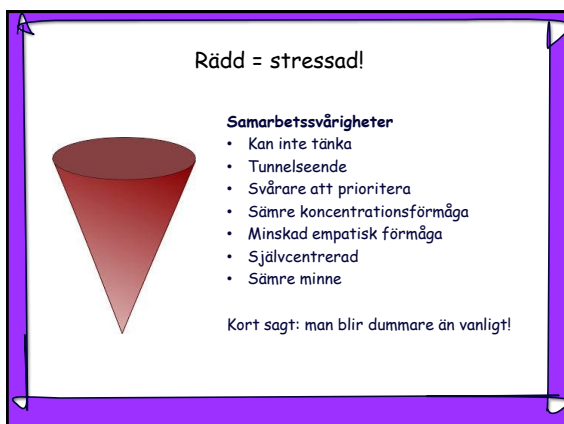 Rädd = stressad!
Samarbetssvårigheter
• Kan inte tänka
• Tunnelseende
• Svårare att prioritera
• Sämre koncentrationsförmåga
• Minskad empatisk förmåga
• Självcentrerad
• Sämre minne
Kort sagt: man blir dummare än vanligt!